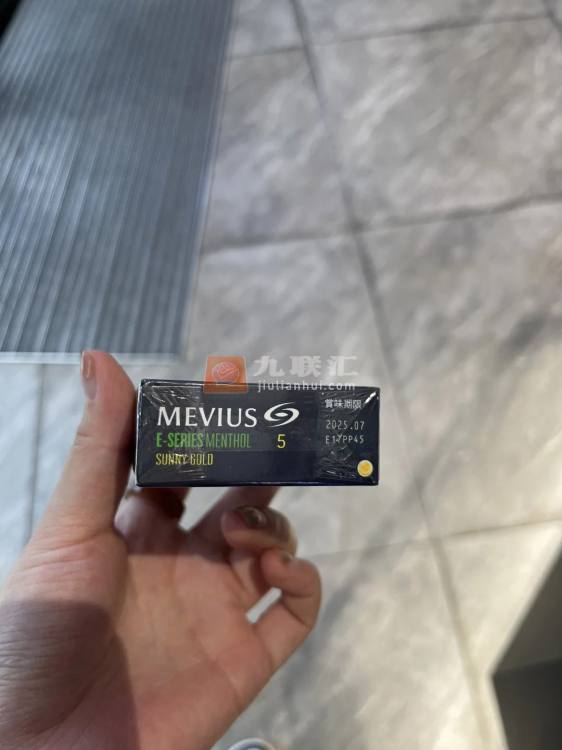 九联汇
jiulianhui.com
MEVIUS
賞味期限
E-SERIES MENTHOL 5
2025.07
E17PP45
SUNNY GOLD